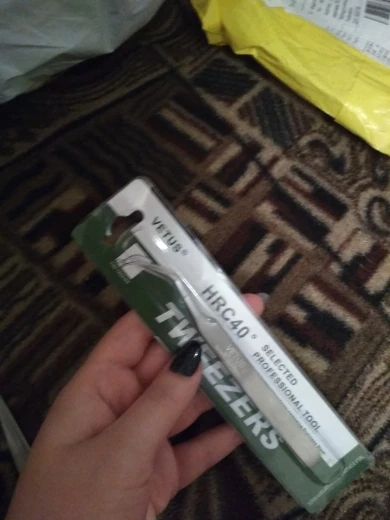 VETUS®
HRC40°
SELECTED
PROFESSIONAL TOOL
TWEEZERS